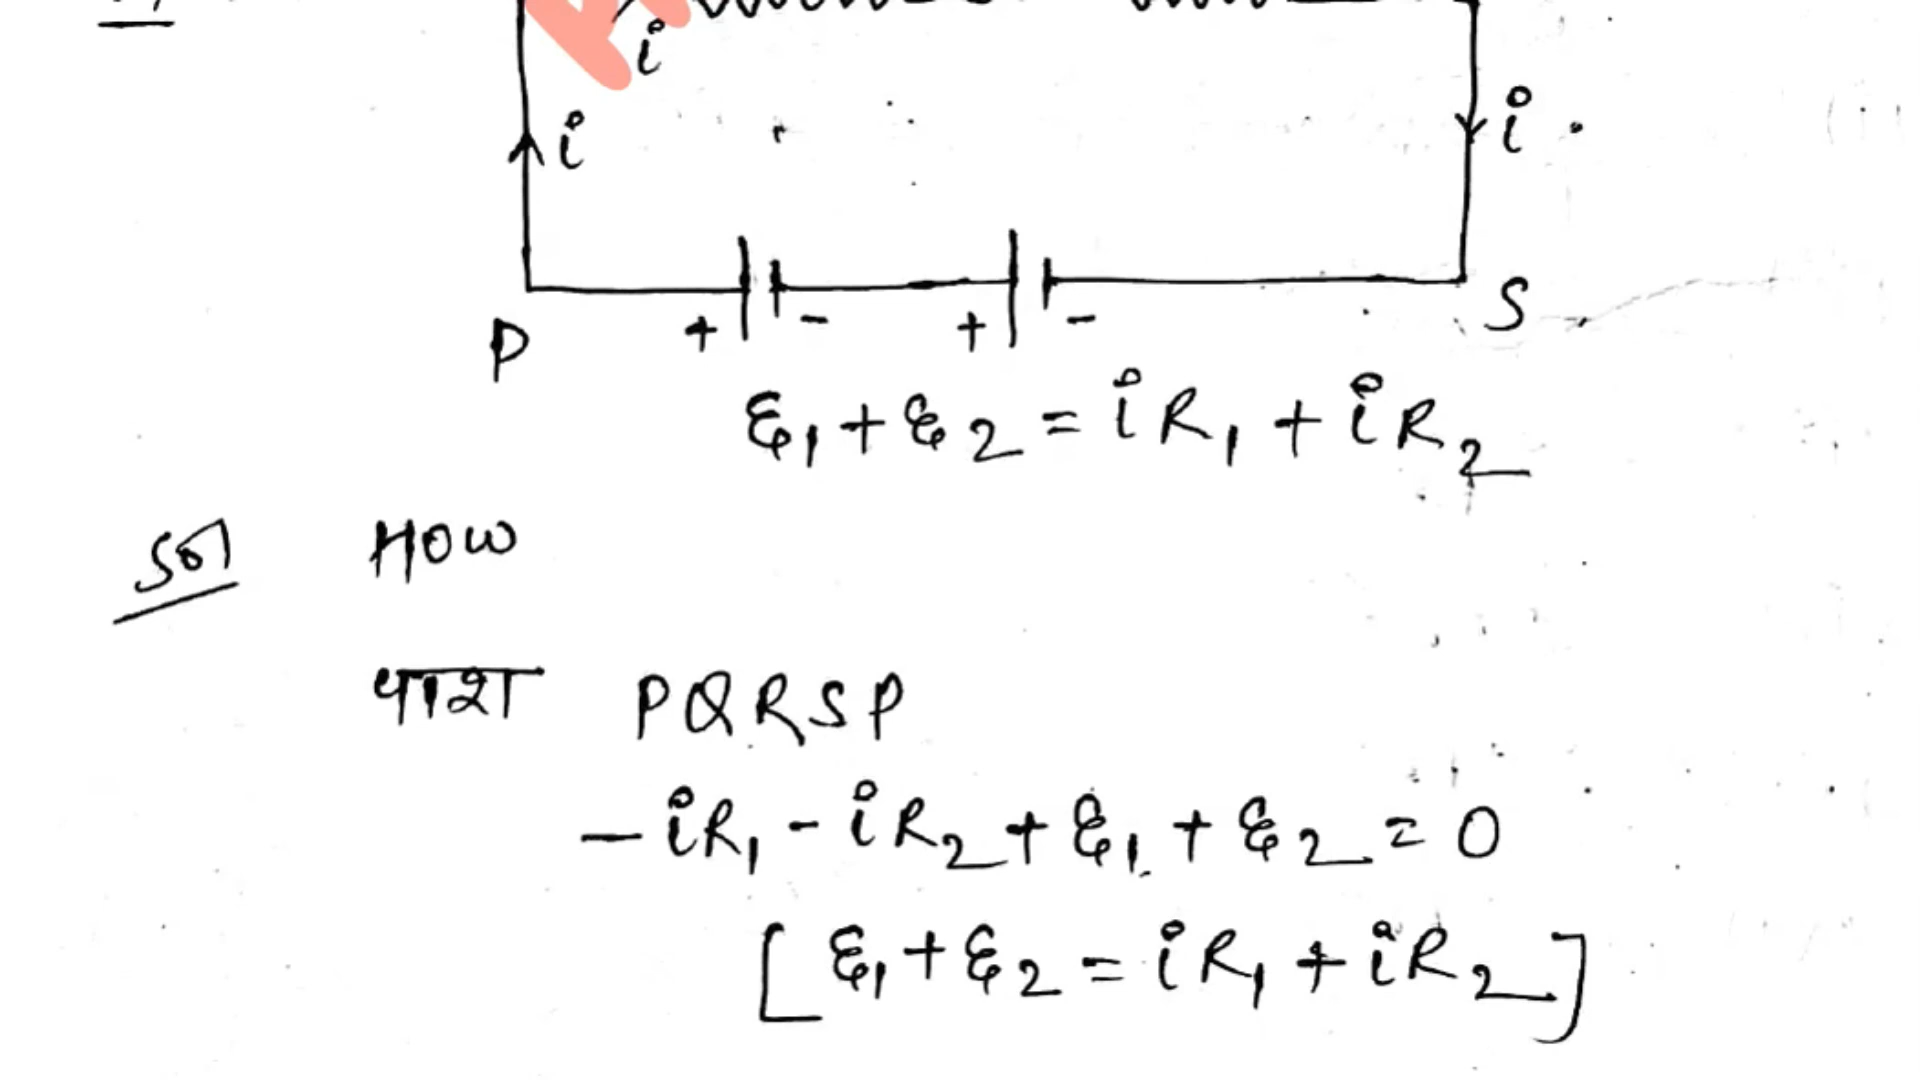 i
i
i
P + - + - S
ε₁ + ε₂ = iR₁ + iR₂
Sol How
पाश PQRSP
- iR₁ - iR₂ + ε₁ + ε₂ = 0
[ ε₁ + ε₂ = iR₁ + iR₂ ]